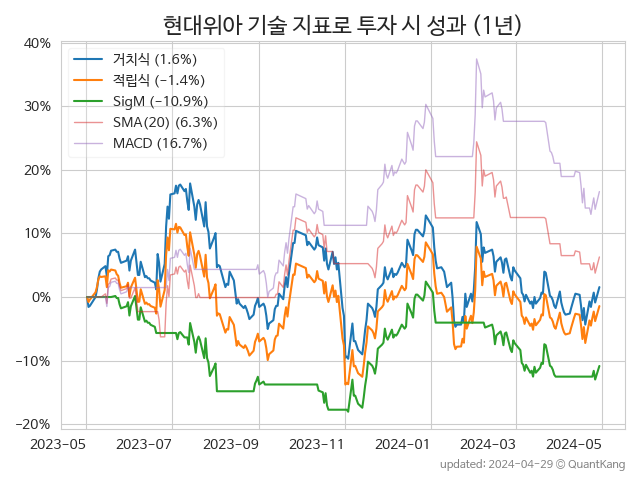 현대위아 기술 지표로 투자 시 성과 (1년)
40%
30%
20%
10%
0%
−10%
−20%
거치식 (1.6%)
적립식 (−1.4%)
SigM (−10.9%)
SMA(20) (6.3%)
MACD (16.7%)
2023-05
2023-07
2023-09
2023-11
2024-01
2024-03
2024-05
updated: 2024-04-29 © QuantKang